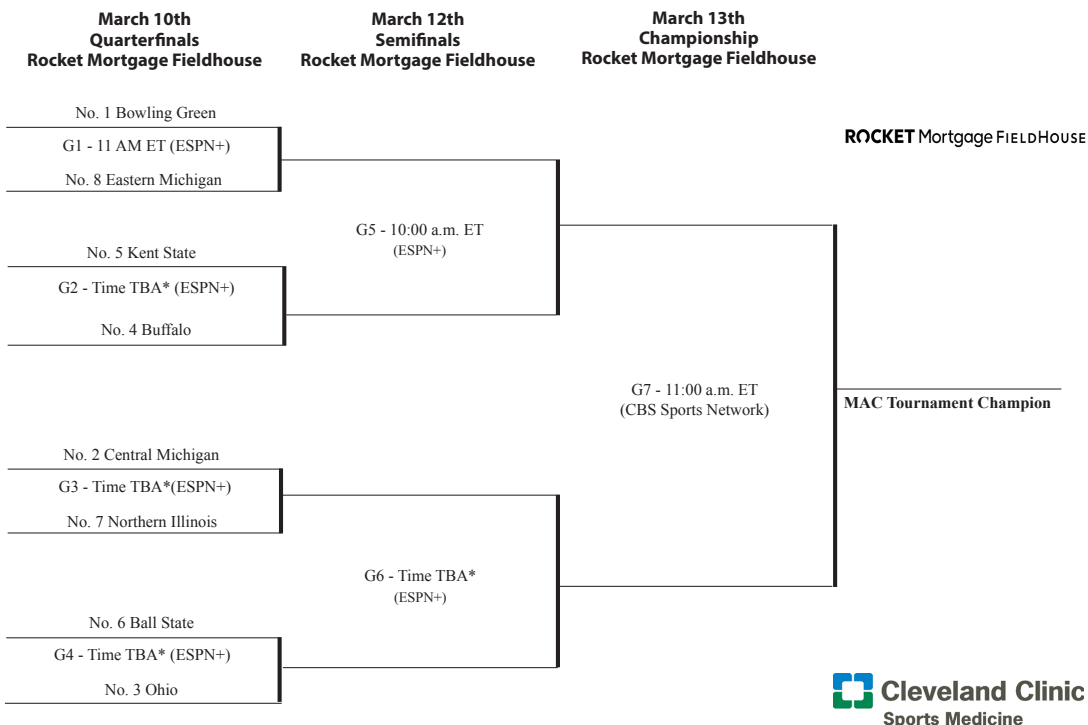 March 10th
Quarterfinals
Rocket Mortgage Fieldhouse
March 12th
Semifinals
Rocket Mortgage Fieldhouse
March 13th
Championship
Rocket Mortgage Fieldhouse
No. 1 Bowling Green
G1 - 11 AM ET (ESPN+)
No. 8 Eastern Michigan
ROCKET Mortgage FIELDHOUSE
G5 - 10:00 a.m. ET
(ESPN+)
No. 5 Kent State
G2 - Time TBA* (ESPN+)
No. 4 Buffalo
G7 - 11:00 a.m. ET
(CBS Sports Network)
MAC Tournament Champion
No. 2 Central Michigan
G3 - Time TBA*(ESPN+)
No. 7 Northern Illinois
G6 - Time TBA*
(ESPN+)
No. 6 Ball State
G4 - Time TBA* (ESPN+)
No. 3 Ohio
Cleveland Clinic
Sports Medicine